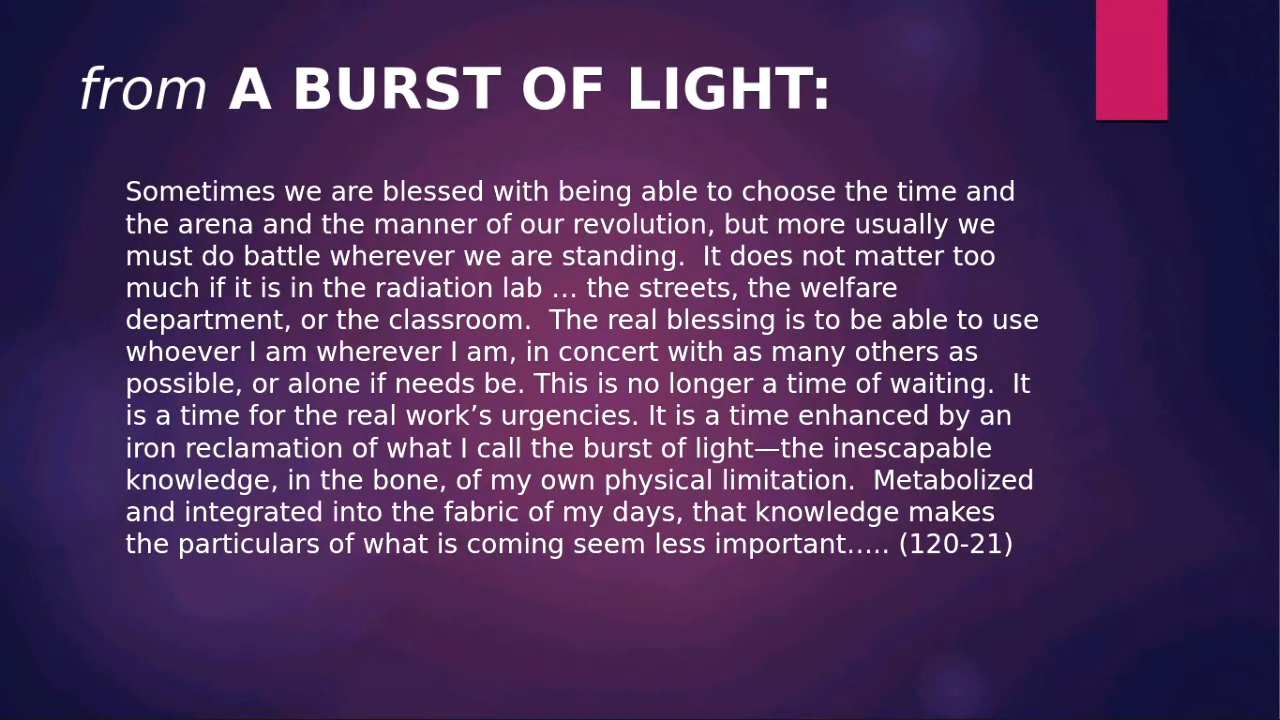 from A BURST OF LIGHT:
Sometimes we are blessed with being able to choose the time and
the arena and the manner of our revolution, but more usually we
must do battle wherever we are standing.  It does not matter too
much if it is in the radiation lab … the streets, the welfare
department, or the classroom.  The real blessing is to be able to use
whoever I am wherever I am, in concert with as many others as
possible, or alone if needs be. This is no longer a time of waiting.  It
is a time for the real work’s urgencies. It is a time enhanced by an
iron reclamation of what I call the burst of light—the inescapable
knowledge, in the bone, of my own physical limitation.  Metabolized
and integrated into the fabric of my days, that knowledge makes
the particulars of what is coming seem less important….. (120-21)